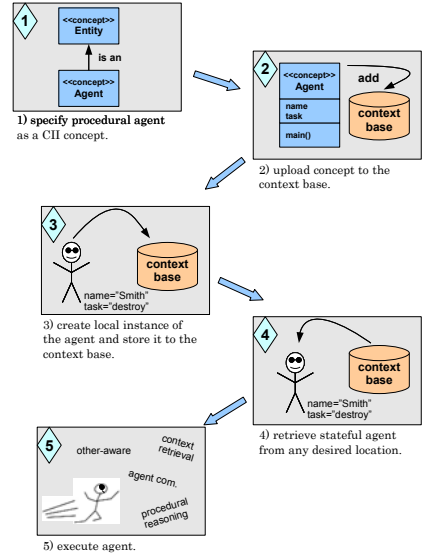 1
<<concept>>
Entity
is an
<<concept>>
Agent
1) specify procedural agent
as a CII concept.
2
<<concept>>
Agent
name
task
main()
add
context
base
2) upload concept to the
context base.
3
context
base
name="Smith"
task="destroy"
3) create local instance of
the agent and store it to the
context base.
4
context
base
name="Smith"
task="destroy"
4) retrieve stateful agent
from any desired location.
5
other-aware
context
retrieval
agent com.
procedural
reasoning
5) execute agent.